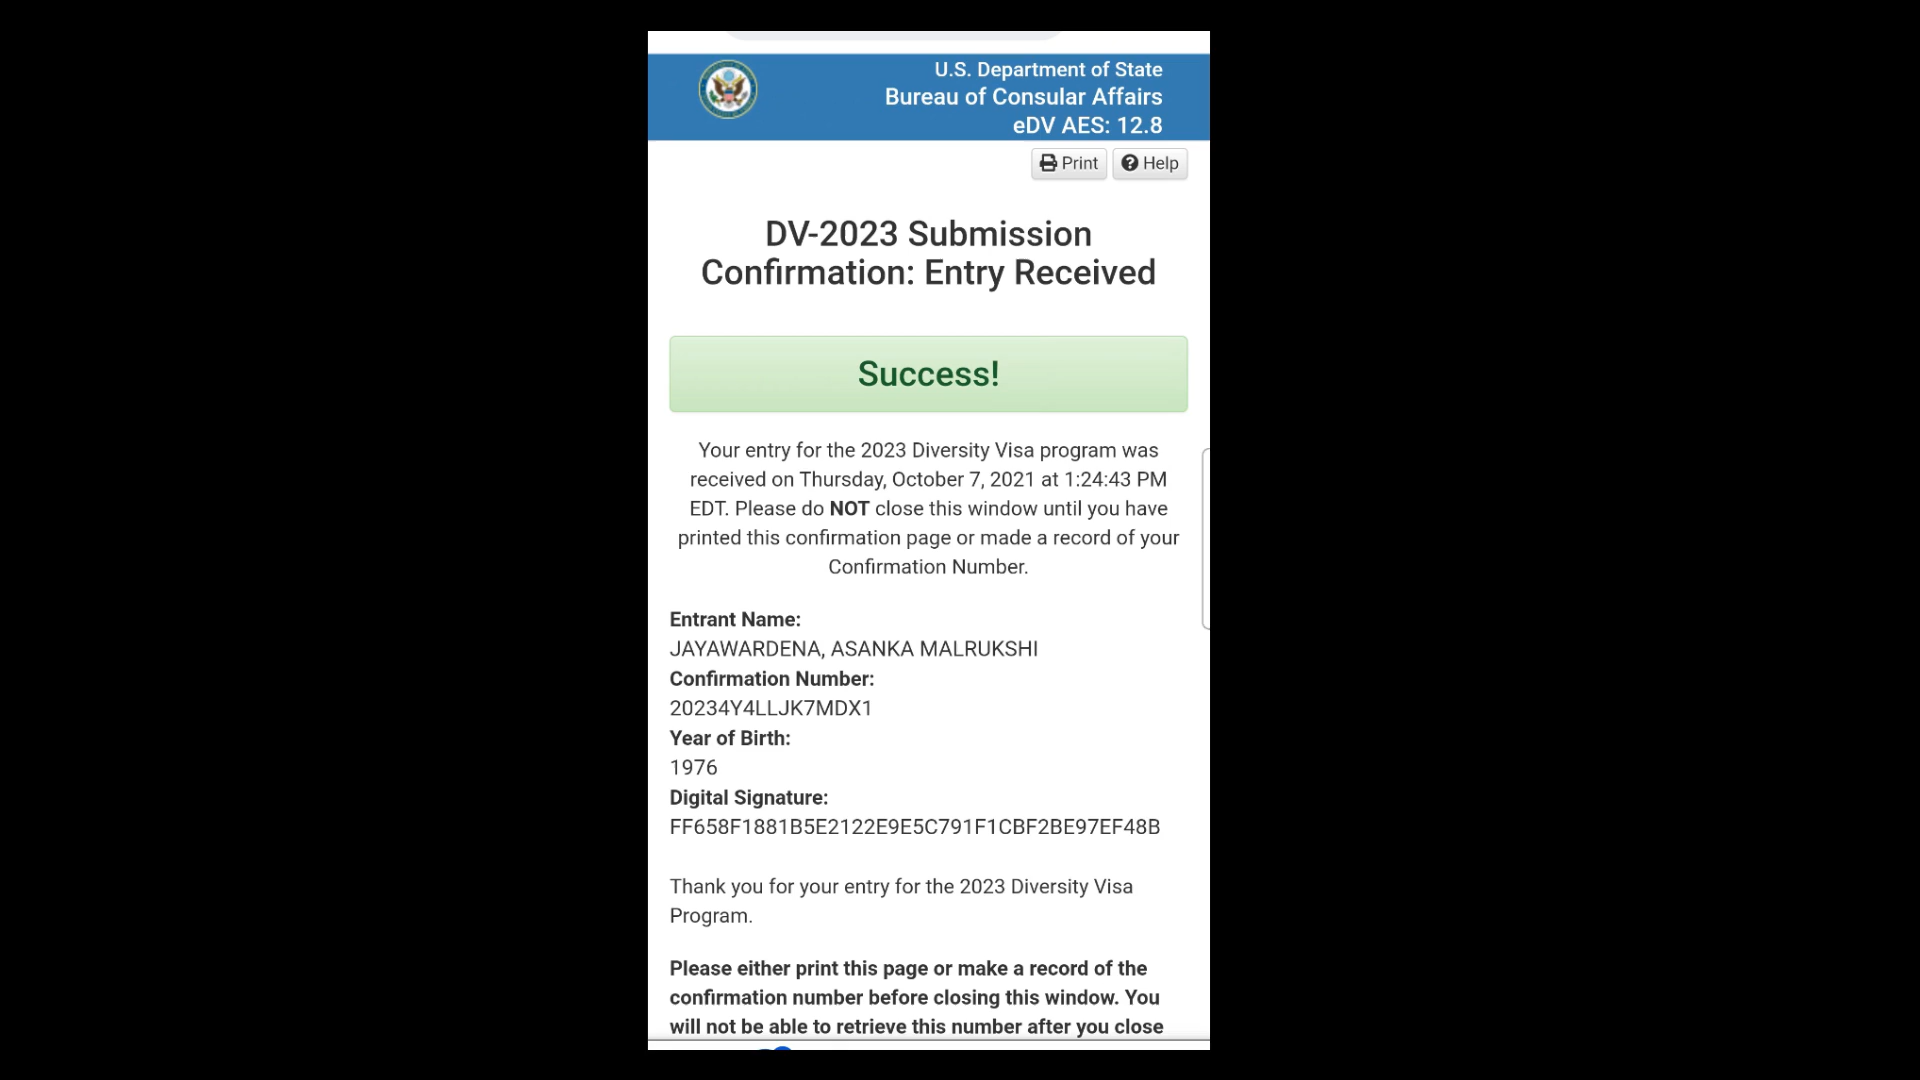 U.S. Department of State
Bureau of Consular Affairs
eDV AES: 12.8
Print Help
DV-2023 Submission
Confirmation: Entry Received
Success!
Your entry for the 2023 Diversity Visa program was
received on Thursday, October 7, 2021 at 1:24:43 PM
EDT. Please do NOT close this window until you have
printed this confirmation page or made a record of your
Confirmation Number.
Entrant Name:
JAYAWARDENA, ASANKA MALRUKSHI
Confirmation Number:
20234Y4LLJK7MDX1
Year of Birth:
1976
Digital Signature:
FF658F1881B5E2122E9E5C791F1CBF2BE97EF48B
Thank you for your entry for the 2023 Diversity Visa
Program.
Please either print this page or make a record of the
confirmation number before closing this window. You
will not be able to retrieve this number after you close